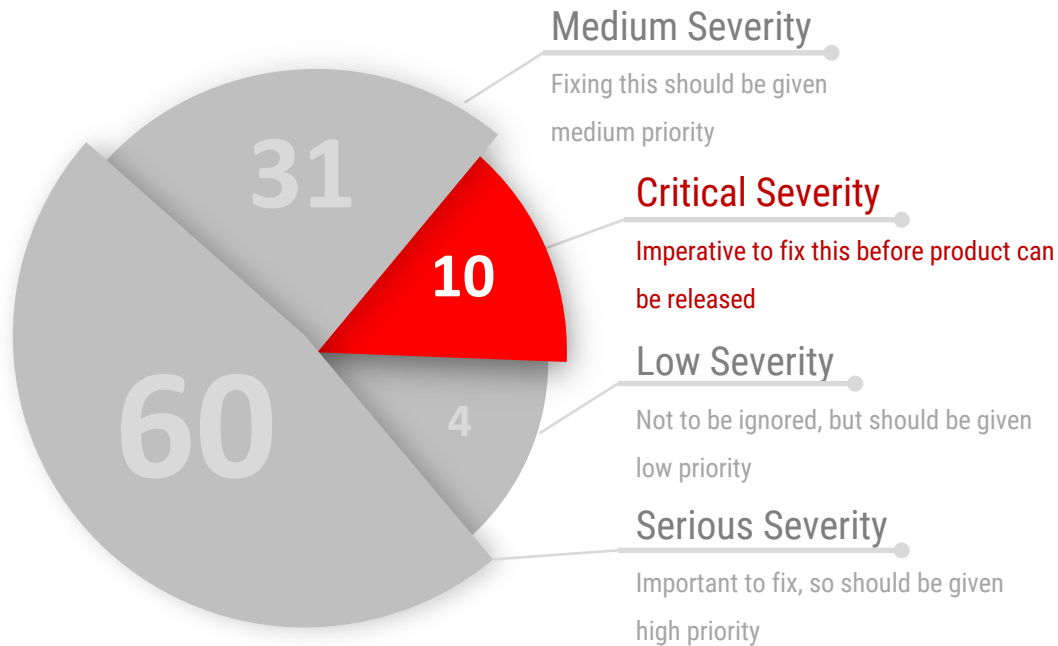 Medium Severity
Fixing this should be given
medium priority
31
Critical Severity
Imperative to fix this before product can
be released
10
Low Severity
Not to be ignored, but should be given
low priority
60
4
Serious Severity
Important to fix, so should be given
high priority